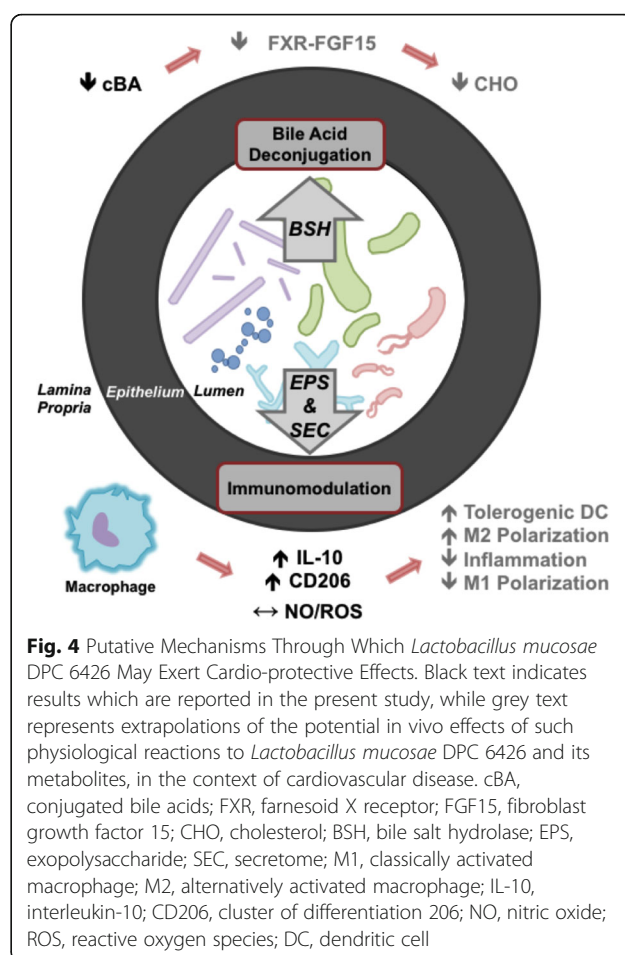 ↓ FXR-FGF15
↓ cBA
↓ CHO
Bile Acid
Deconjugation
BSH
Lamina
Propria
Epithelium
Lumen
EPS
&
SEC
Immunomodulation
Macrophage
↑ IL-10
↑ CD206
↔ NO/ROS
↑ Tolerogenic DC
↑ M2 Polarization
↓ Inflammation
↓ M1 Polarization
Fig. 4 Putative Mechanisms Through Which Lactobacillus mucosae
DPC 6426 May Exert Cardio-protective Effects. Black text indicates
results which are reported in the present study, while grey text
represents extrapolations of the potential in vivo effects of such
physiological reactions to Lactobacillus mucosae DPC 6426 and its
metabolites, in the context of cardiovascular disease. cBA,
conjugated bile acids; FXR, farnesoid X receptor; FGF15, fibroblast
growth factor 15; CHO, cholesterol; BSH, bile salt hydrolase; EPS,
exopolysaccharide; SEC, secretome; M1, classically activated
macrophage; M2, alternatively activated macrophage; IL-10,
interleukin-10; CD206, cluster of differentiation 206; NO, nitric oxide;
ROS, reactive oxygen species; DC, dendritic cell